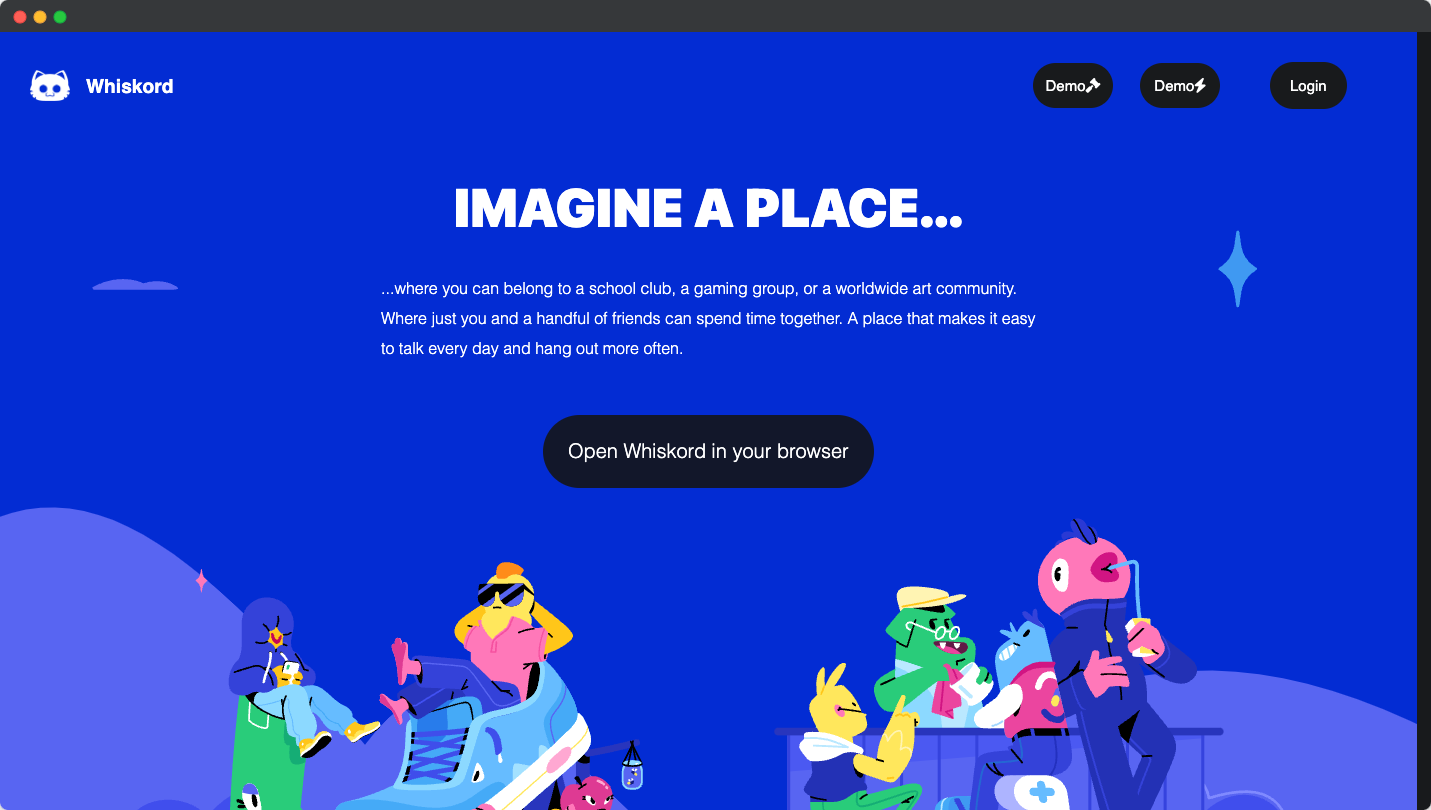 Whiskord
Demo
Demo
Login
IMAGINE A PLACE...
...where you can belong to a school club, a gaming group, or a worldwide art community.
Where just you and a handful of friends can spend time together. A place that makes it easy
to talk every day and hang out more often.
Open Whiskord in your browser